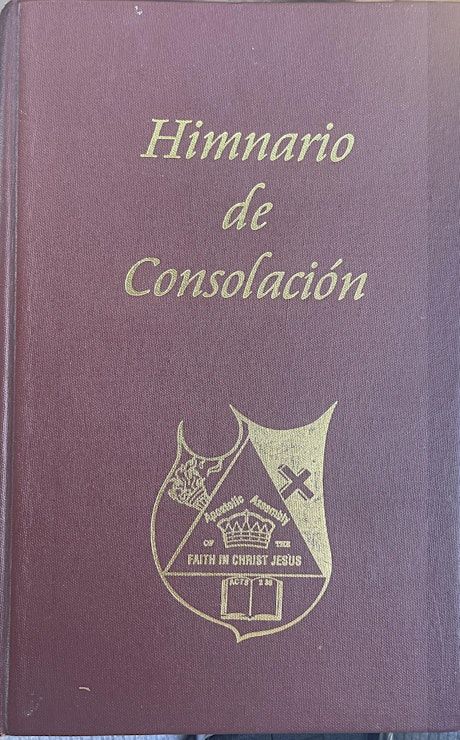 Himnario
de
Consolación
Apostolic Assembly
OF THE
FAITH IN CHRIST JESUS
ACTS 2 38